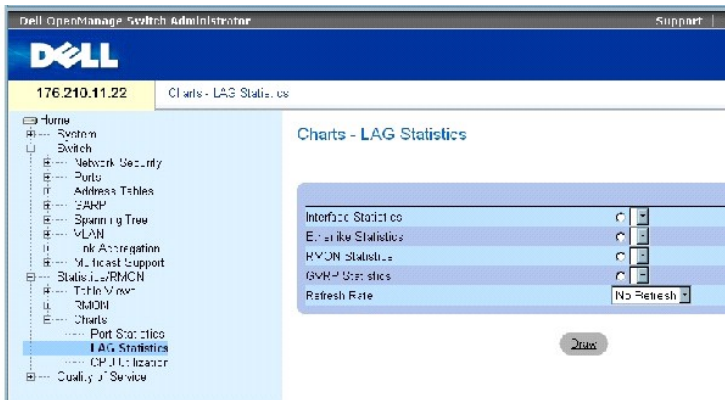 Dell OpenManage Switch Administrator
Support
DELL
176.210.11.22
Charts - LAG Statistics
Home
System
Switch
Network Security
Ports
Address Tables
GARP
Spanning Tree
VLAN
Link Aggregation
Multicast Support
Statistics/RMON
Table Views
RMON
Charts
Port Statistics
LAG Statistics
CPU Utilization
Quality of Service
Charts - LAG Statistics
Interface Statistics
Etherlike Statistics
RMON Statistics
GVRP Statistics
Refresh Rate
No Refresh
Draw